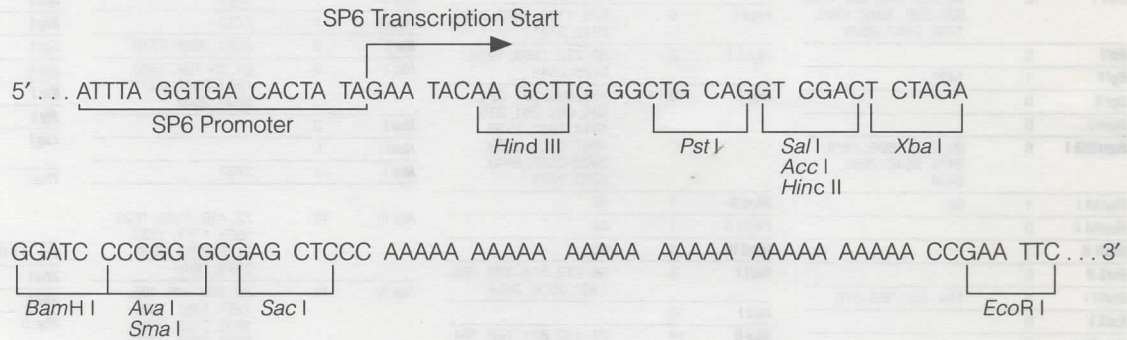 SP6 Transcription Start
5′ . . . ATTTA GGTGA CACTA TAGAA TACAA GCTTG GGCTG CAGGT CGACT CTAGA
SP6 Promoter
Hind III
Pst I
Sal I
Xba I
Acc I
Hinc II
GGATC CCCGG GCGAG CTCCC AAAAA AAAAA AAAAA AAAAA AAAAA AAAAA CCGAA TTC . . . 3′
BamH I
Ava I
Sac I
EcoR I
Sma I